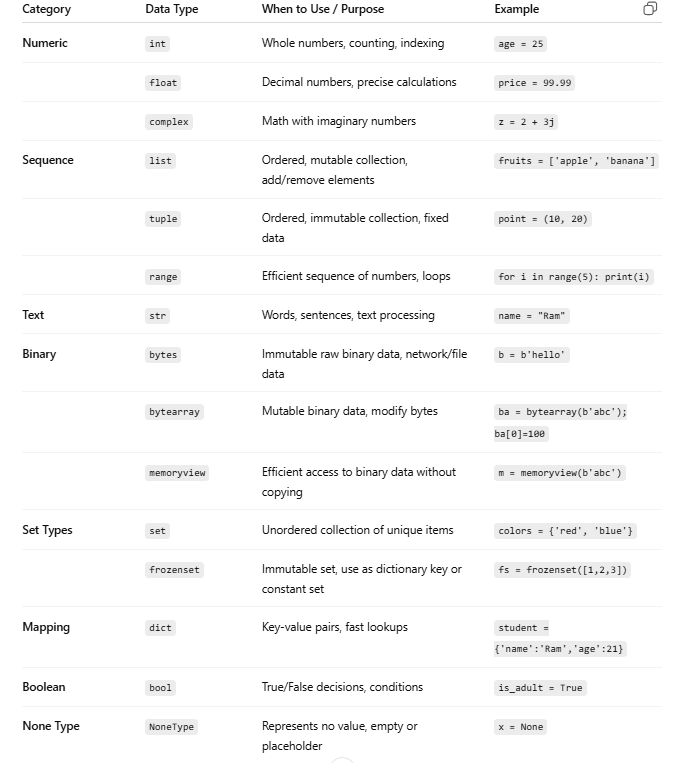 Category Data Type When to Use / Purpose Example
Numeric int Whole numbers, counting, indexing age = 25
float Decimal numbers, precise calculations price = 99.99
complex Math with imaginary numbers z = 2 + 3j
Sequence list Ordered, mutable collection, fruits = ['apple', 'banana']
add/remove elements
tuple Ordered, immutable collection, fixed point = (10, 20)
data
range Efficient sequence of numbers, loops for i in range(5): print(i)
Text str Words, sentences, text processing name = "Ram"
Binary bytes Immutable raw binary data, network/file b = b'hello'
data
bytearray Mutable binary data, modify bytes ba = bytearray(b'abc');
ba[0]=100
memoryview Efficient access to binary data without m = memoryview(b'abc')
copying
Set Types set Unordered collection of unique items colors = {'red', 'blue'}
frozenset Immutable set, use as dictionary key or fs = frozenset([1,2,3])
constant set
Mapping dict Key-value pairs, fast lookups student =
{'name':'Ram','age':21}
Boolean bool True/False decisions, conditions is_adult = True
None Type NoneType Represents no value, empty or x = None
placeholder